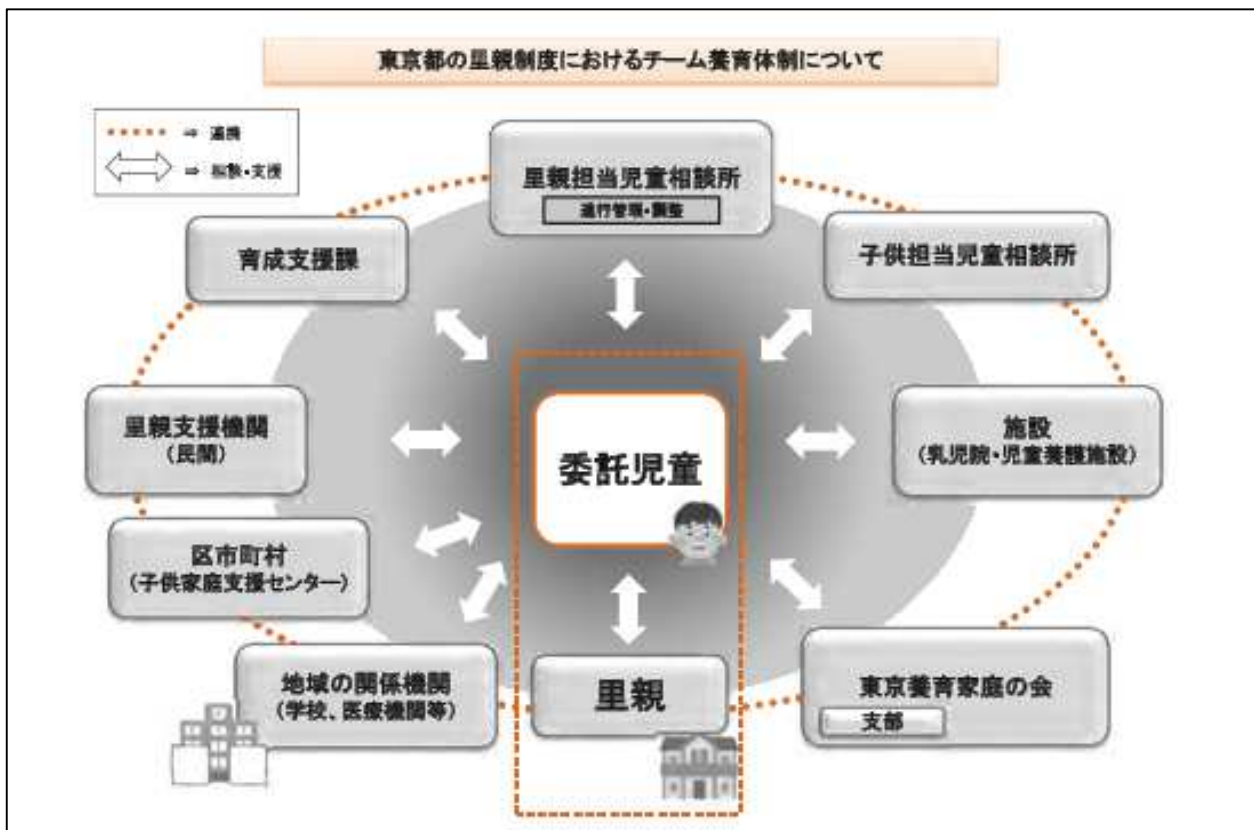 東京都の里親制度におけるチーム養育体制について
⇒ 連携
⇒ 相談・支援
里親担当児童相談所
進行管理・調整
育成支援課
子供担当児童相談所
里親支援機関
(民間)
施設
(乳児院・児童養護施設)
委託児童
区市町村
(子供家庭支援センター)
地域の関係機関
(学校、医療機関等)
里親
東京養育家庭の会
支部